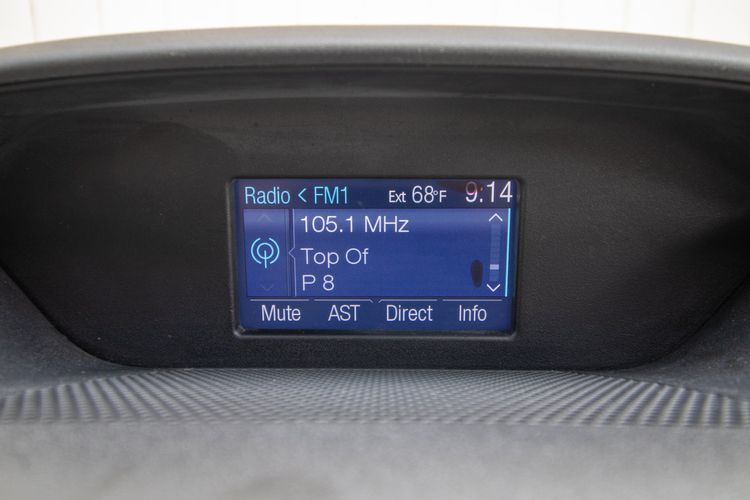 Radio < FM1 Ext 68°F 9:14
105.1 MHz
Top Of
P 8
Mute AST Direct Info